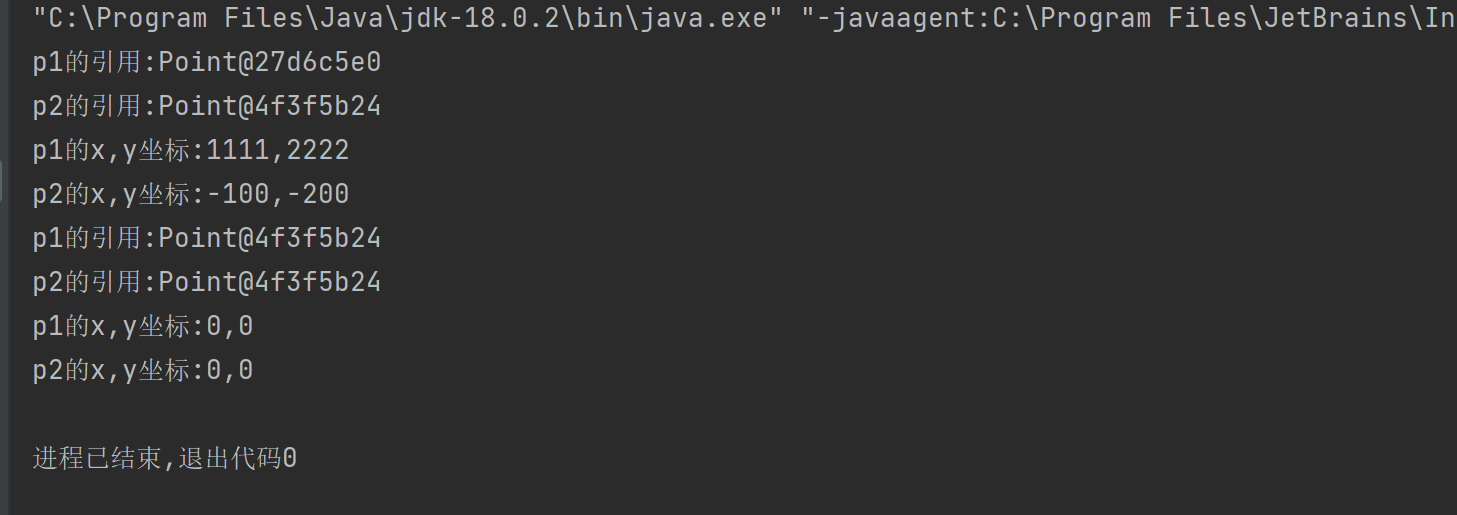 "C:\Program Files\Java\jdk-18.0.2\bin\java.exe" "-javaagent:C:\Program Files\JetBrains\In
p1的引用:Point@27d6c5e0
p2的引用:Point@4f3f5b24
p1的x,y坐标:1111,2222
p2的x,y坐标:-100,-200
p1的引用:Point@4f3f5b24
p2的引用:Point@4f3f5b24
p1的x,y坐标:0,0
p2的x,y坐标:0,0
进程已结束,退出代码0